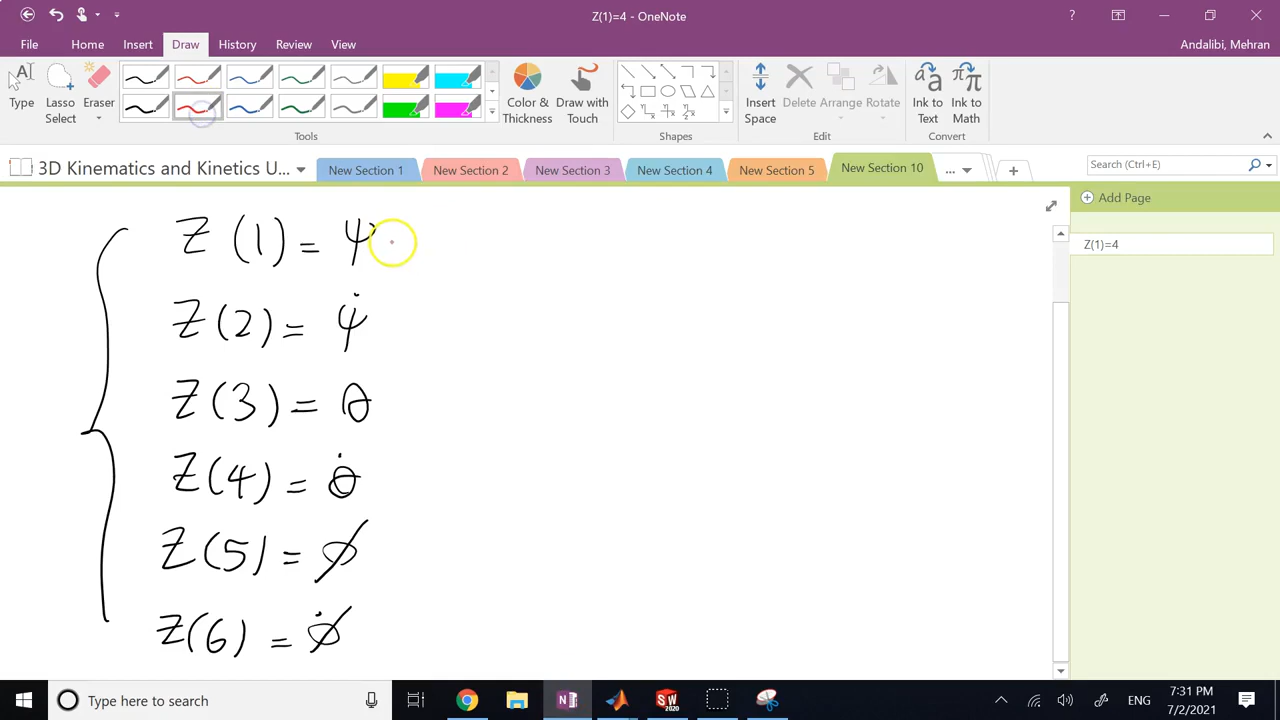 Z(1)=4 - OneNote
Andalibi, Mehran
File Home Insert Draw History Review View
Type
Lasso Select
Eraser
Color & Thickness
Draw with Touch
Insert Space
Delete
Arrange
Rotate
Ink to Text
Ink to Math
Tools
Shapes
Edit
Convert
3D Kinematics and Kinetics U...
New Section 1
New Section 2
New Section 3
New Section 4
New Section 5
New Section 10
...
Search (Ctrl+E)
Add Page
Z(1)=4
Z(1) = ψ
Z(2) = ψ̇
Z(3) = θ
Z(4) = θ̇
Z(5) = ϕ
Z(6) = ϕ̇
Type here to search
ENG
7:31 PM
7/2/2021